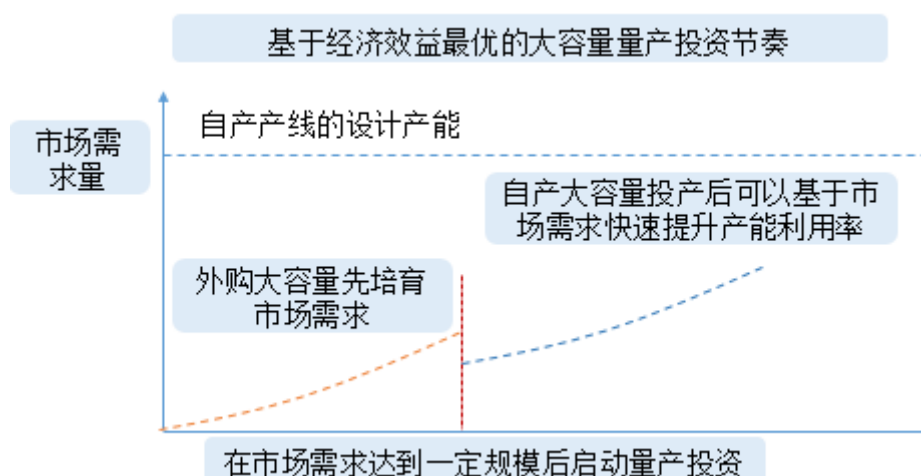 基于经济效益最优的大容量量产投资节奏
自产产线的设计产能
市场需
求量
自产大容量投产后可以基于市
场需求快速提升产能利用率
外购大容量先培育
市场需求
在市场需求达到一定规模后启动量产投资